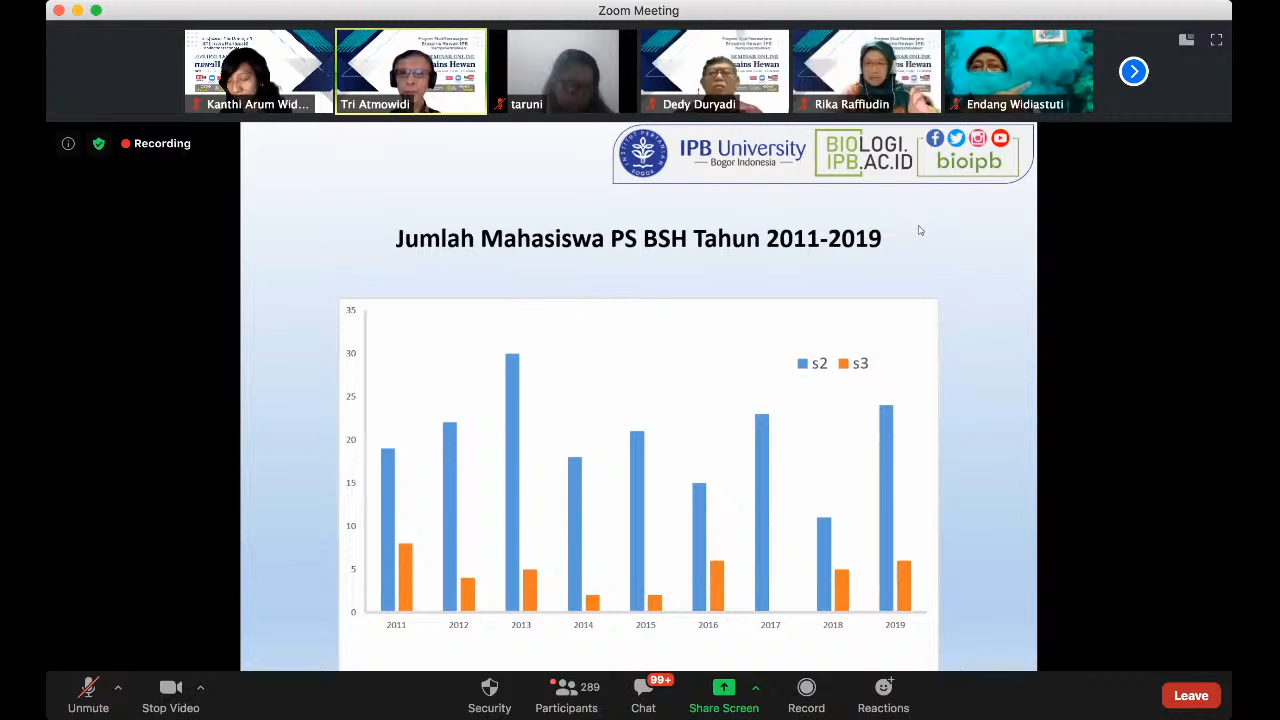 Zoom Meeting
Kanthi Arum Wid...
Tri Atmowidi
taruni
Dedy Duryadi
Rika Raffiudin
Endang Widiastuti
Recording
INSTITUT PERTANIAN
BOGOR
IPB University
Bogor Indonesia
BIOLOGI.
IPB.AC.ID
bioipb
Jumlah Mahasiswa PS BSH Tahun 2011-2019
35
30
25
20
15
10
5
0
s2 s3
2011 2012 2013 2014 2015 2016 2017 2018 2019
Unmute
Stop Video
Security
289
Participants
99+
Chat
Share Screen
Record
Reactions
Leave